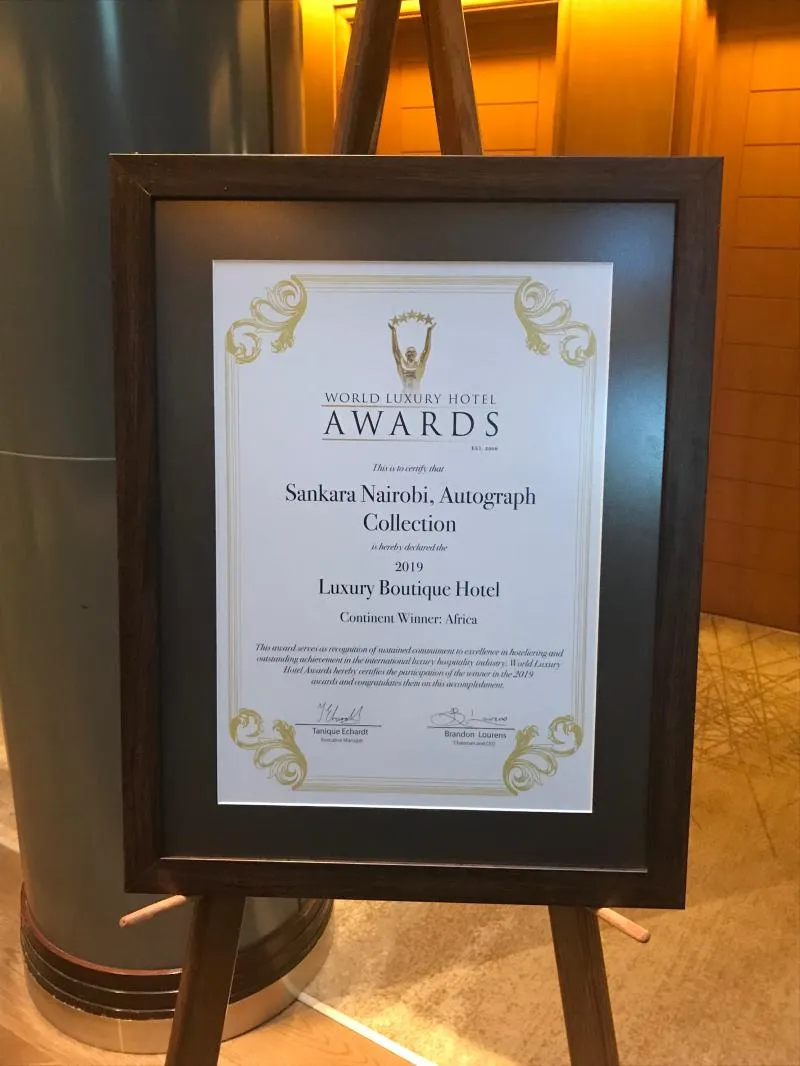 WORLD LUXURY HOTEL
AWARDS
EST. 2006
This is to certify that
Sankara Nairobi, Autograph
Collection
is hereby declared the
2019
Luxury Boutique Hotel
Continent Winner: Africa
This award serves as recognition of sustained commitment to excellence in hoteliering and
outstanding achievement in the international luxury hospitality industry. World Luxury
Hotel Awards hereby certifies the participation of the winner in the 2019
awards and congratulates them on this accomplishment.
Tanique Echardt
Executive Manager
Brandon Lourens
Chairman and CEO